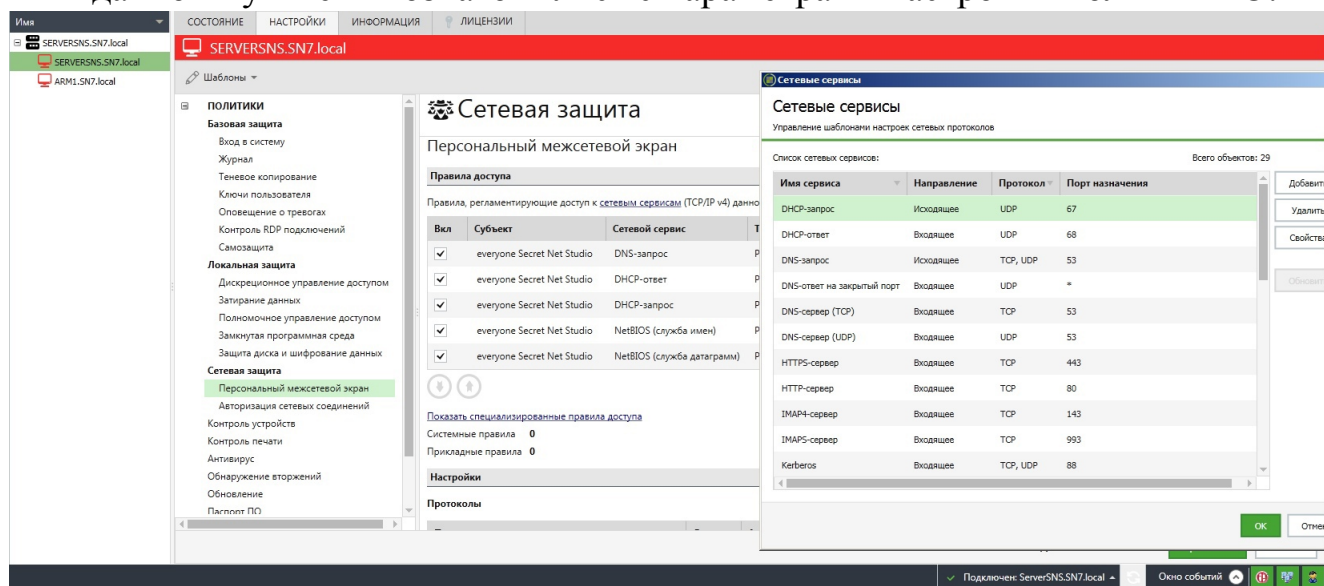 Имя
SERVERSNS.SN7.local
SERVERSNS.SN7.local
ARM1.SN7.local
СОСТОЯНИЕ НАСТРОЙКИ ИНФОРМАЦИЯ ЛИЦЕНЗИИ
SERVERSNS.SN7.local
Шаблоны
ПОЛИТИКИ
Базовая защита
Вход в систему
Журнал
Теневое копирование
Ключи пользователя
Оповещение о тревогах
Контроль RDP подключений
Самозащита
Локальная защита
Дискреционное управление доступом
Затирание данных
Полномочное управление доступом
Замкнутая программная среда
Защита диска и шифрование данных
Сетевая защита
Персональный межсетевой экран
Авторизация сетевых соединений
Контроль устройств
Контроль печати
Антивирус
Обнаружение вторжений
Обновление
Паспорт ПО
Сетевая защита
Персональный межсетевой экран
Правила доступа
Правила, регламентирующие доступ к сетевым сервисам (TCP/IP v4) данно
Вкл Субъект Сетевой сервис Т
everyone Secret Net Studio DNS-запрос Р
everyone Secret Net Studio DHCP-ответ Р
everyone Secret Net Studio DHCP-запрос Р
everyone Secret Net Studio NetBIOS (служба имен) Р
everyone Secret Net Studio NetBIOS (служба датаграмм) Р
Показать специализированные правила доступа
Системные правила 0
Прикладные правила 0
Настройки
Протоколы
Сетевые сервисы
Сетевые сервисы
Управление шаблонами настроек сетевых протоколов
Список сетевых сервисов: Всего объектов: 29
Имя сервиса Направление Протокол Порт назначения
DHCP-запрос Исходящее UDP 67
DHCP-ответ Входящее UDP 68
DNS-запрос Исходящее TCP, UDP 53
DNS-ответ на закрытый порт Входящее UDP *
DNS-сервер (TCP) Входящее TCP 53
DNS-сервер (UDP) Входящее UDP 53
HTTPS-сервер Входящее TCP 443
HTTP-сервер Входящее TCP 80
IMAP4-сервер Входящее TCP 143
IMAPS-сервер Входящее TCP 993
Kerberos Входящее TCP, UDP 88
Добавить
Удалить
Свойства
Обновит
OK Отмен
Подключен: ServerSNS.SN7.local Окно событий